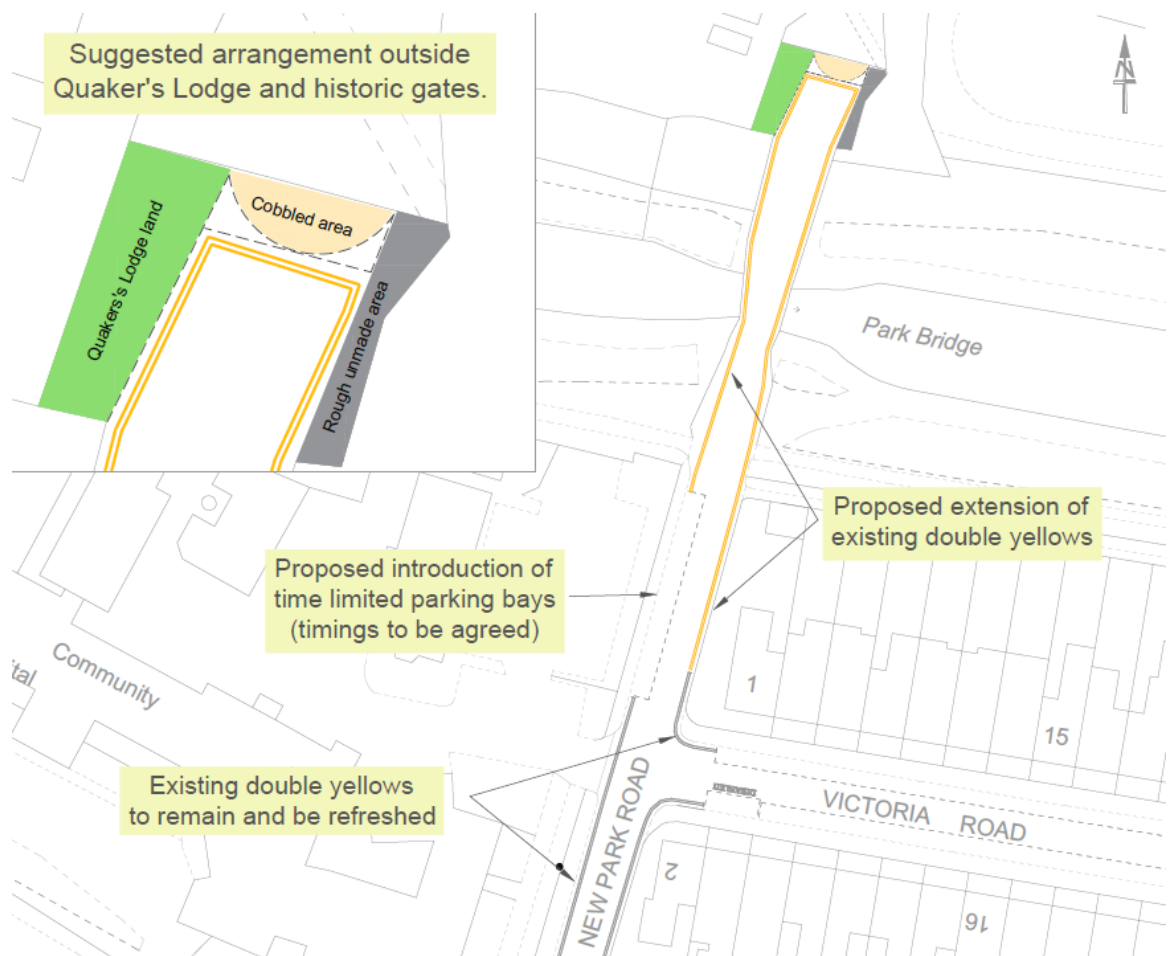 Suggested arrangement outside
Quaker's Lodge and historic gates.
Quakers's Lodge land
Cobbled area
Rough unmade area
N
Park Bridge
Proposed extension of
existing double yellows
Proposed introduction of
time limited parking bays
(timings to be agreed)
Community
ital
1
15
Existing double yellows
to remain and be refreshed
NEW PARK ROAD
VICTORIA ROAD
DISABLED
2
16